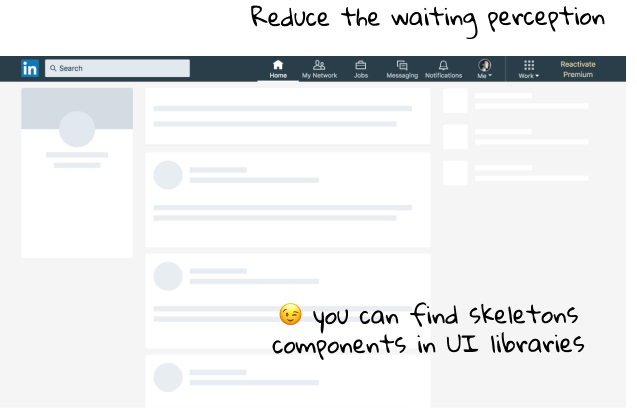 Reduce the waiting perception
in
Search
Home
My Network
Jobs
Messaging
Notifications
Me
Work
Reactivate
Premium
😉 you can find skeletons
components in UI libraries